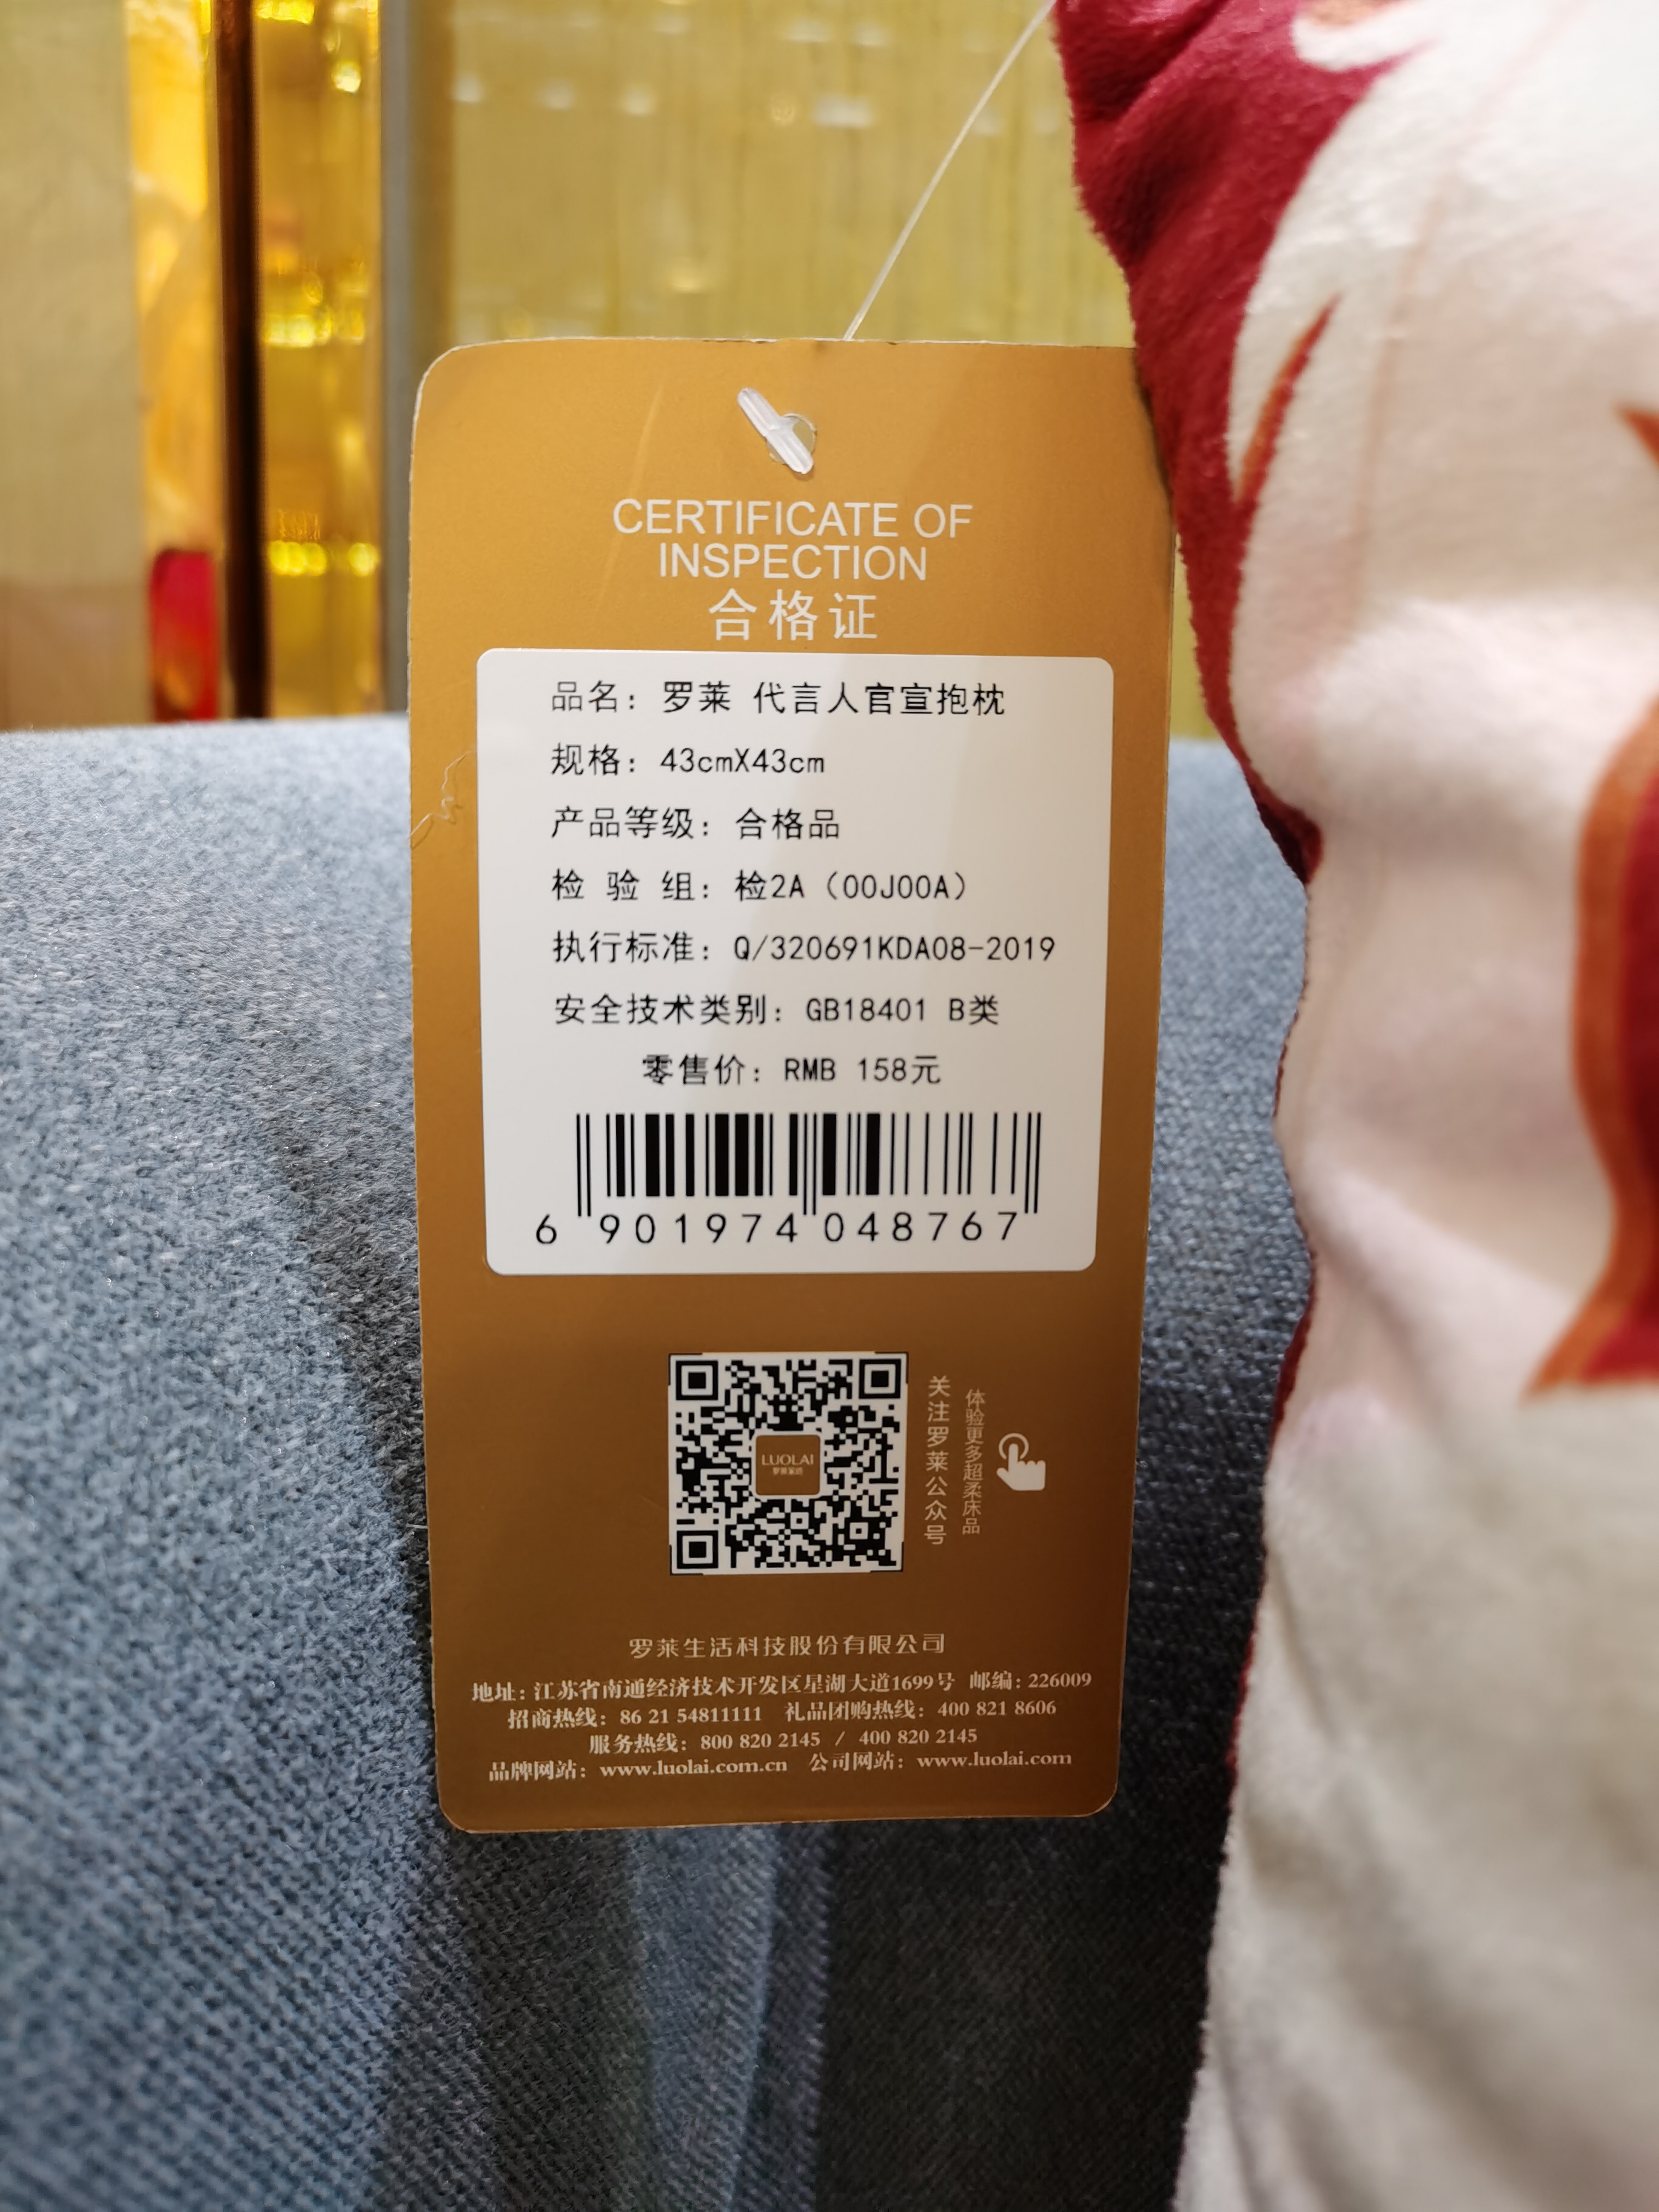 CERTIFICATE OF
INSPECTION
合格证
品名：罗莱 代言人官宣抱枕
规格：43cmX43cm
产品等级：合格品
检 验 组：检2A（00J00A）
执行标准：Q/320691KDA08-2019
安全技术类别：GB18401 B类
零售价：RMB 158元
6 901974 048767
LUOLAI
罗莱家纺
关注罗莱公众号
体验更多超柔床品
罗莱生活科技股份有限公司
地址：江苏省南通经济技术开发区星湖大道1699号 邮编：226009
招商热线：86 21 54811111 礼品团购热线：400 821 8606
服务热线：800 820 2145 / 400 820 2145
品牌网站：www.luolai.com.cn 公司网站：www.luolai.com